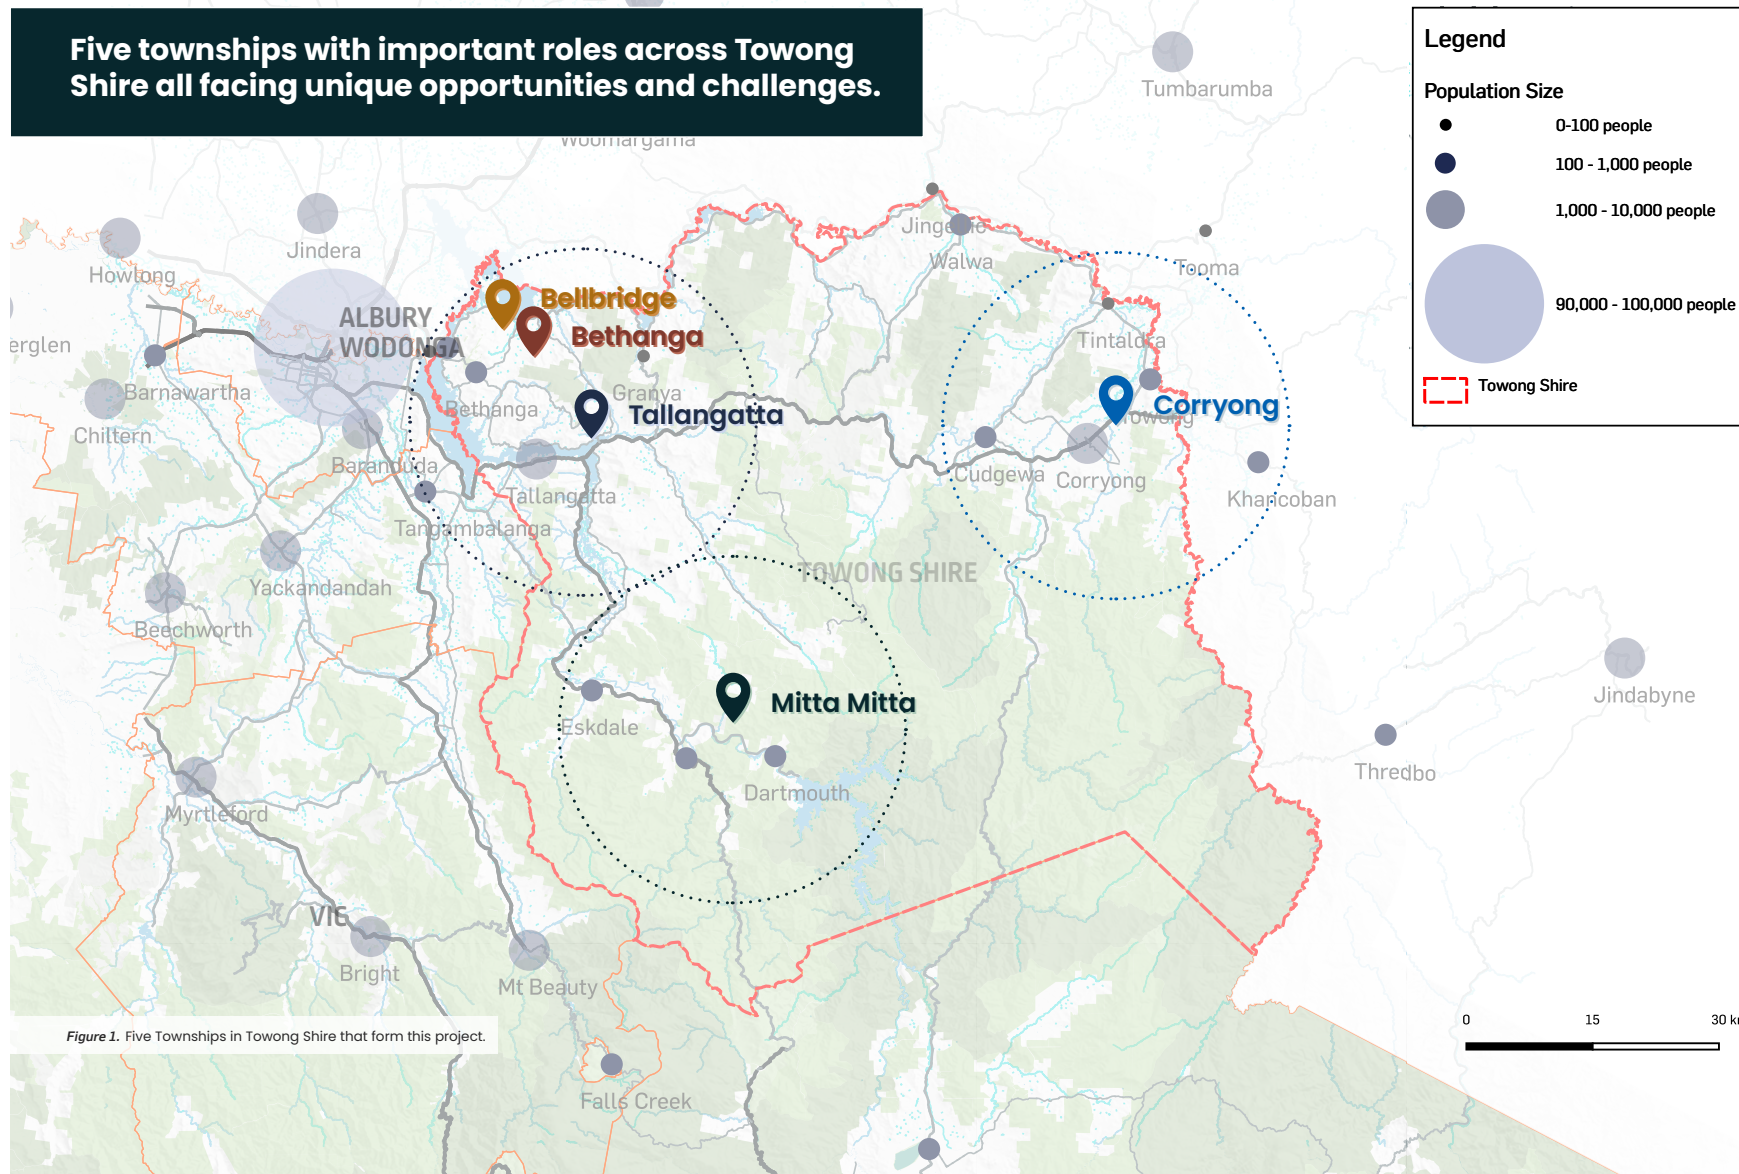 Five townships with important roles across Towong
Shire all facing unique opportunities and challenges.
Legend
Population Size
0-100 people
100 - 1,000 people
1,000 - 10,000 people
90,000 - 100,000 people
Towong Shire
Tumbarumba
Woomargama
Jindera
Howlong
Jingellic
Walwa
Tooma
ALBURY
WODONGA
Bellbridge
Bethanga
Tintaldra
erglen
Barnawartha
Granya
Bethanga
Tallangatta
Corryong
Towong
Chiltern
Baranduda
Tallangatta
Cudgewa
Corryong
Khancoban
Tangambalanga
TOWONG SHIRE
Yackandandah
Beechworth
Mitta Mitta
Jindabyne
Eskdale
Thredbo
Dartmouth
Myrtleford
VIC
Bright
Mt Beauty
Figure 1. Five Townships in Towong Shire that form this project.
0 15 30 k
Falls Creek